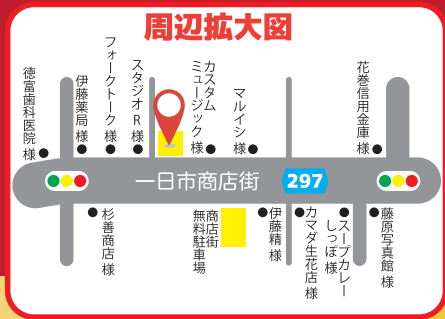 周辺拡大図
徳富歯科医院 様
伊藤薬局 様
フォークトーク 様
スタジオR 様
カスタム
ミュージック 様
マルイシ 様
花巻信用金庫 様
一日市商店街
297
杉善商店 様
商店街
無料駐車場
伊藤精 様
カマダ生花店 様
スープカレー
しっぽ 様
藤原写真館 様